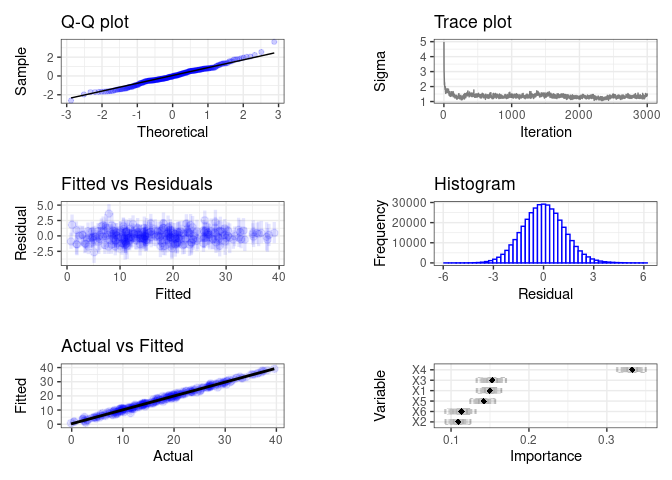 Q-Q plot
Sample
2
0
-2
-3 -2 -1 0 1 2 3
Theoretical
Trace plot
Sigma
5
4
3
2
1
0 1000 2000 3000
Iteration
Fitted vs Residuals
Residual
5.0
2.5
0.0
-2.5
0 10 20 30 40
Fitted
Histogram
Frequency
30000
20000
10000
0
-6 -3 0 3 6
Residual
Actual vs Fitted
Fitted
40
30
20
10
0
0 10 20 30 40
Actual
Variable
X4
X3
X1
X5
X6
X2
0.1 0.2 0.3
Importance